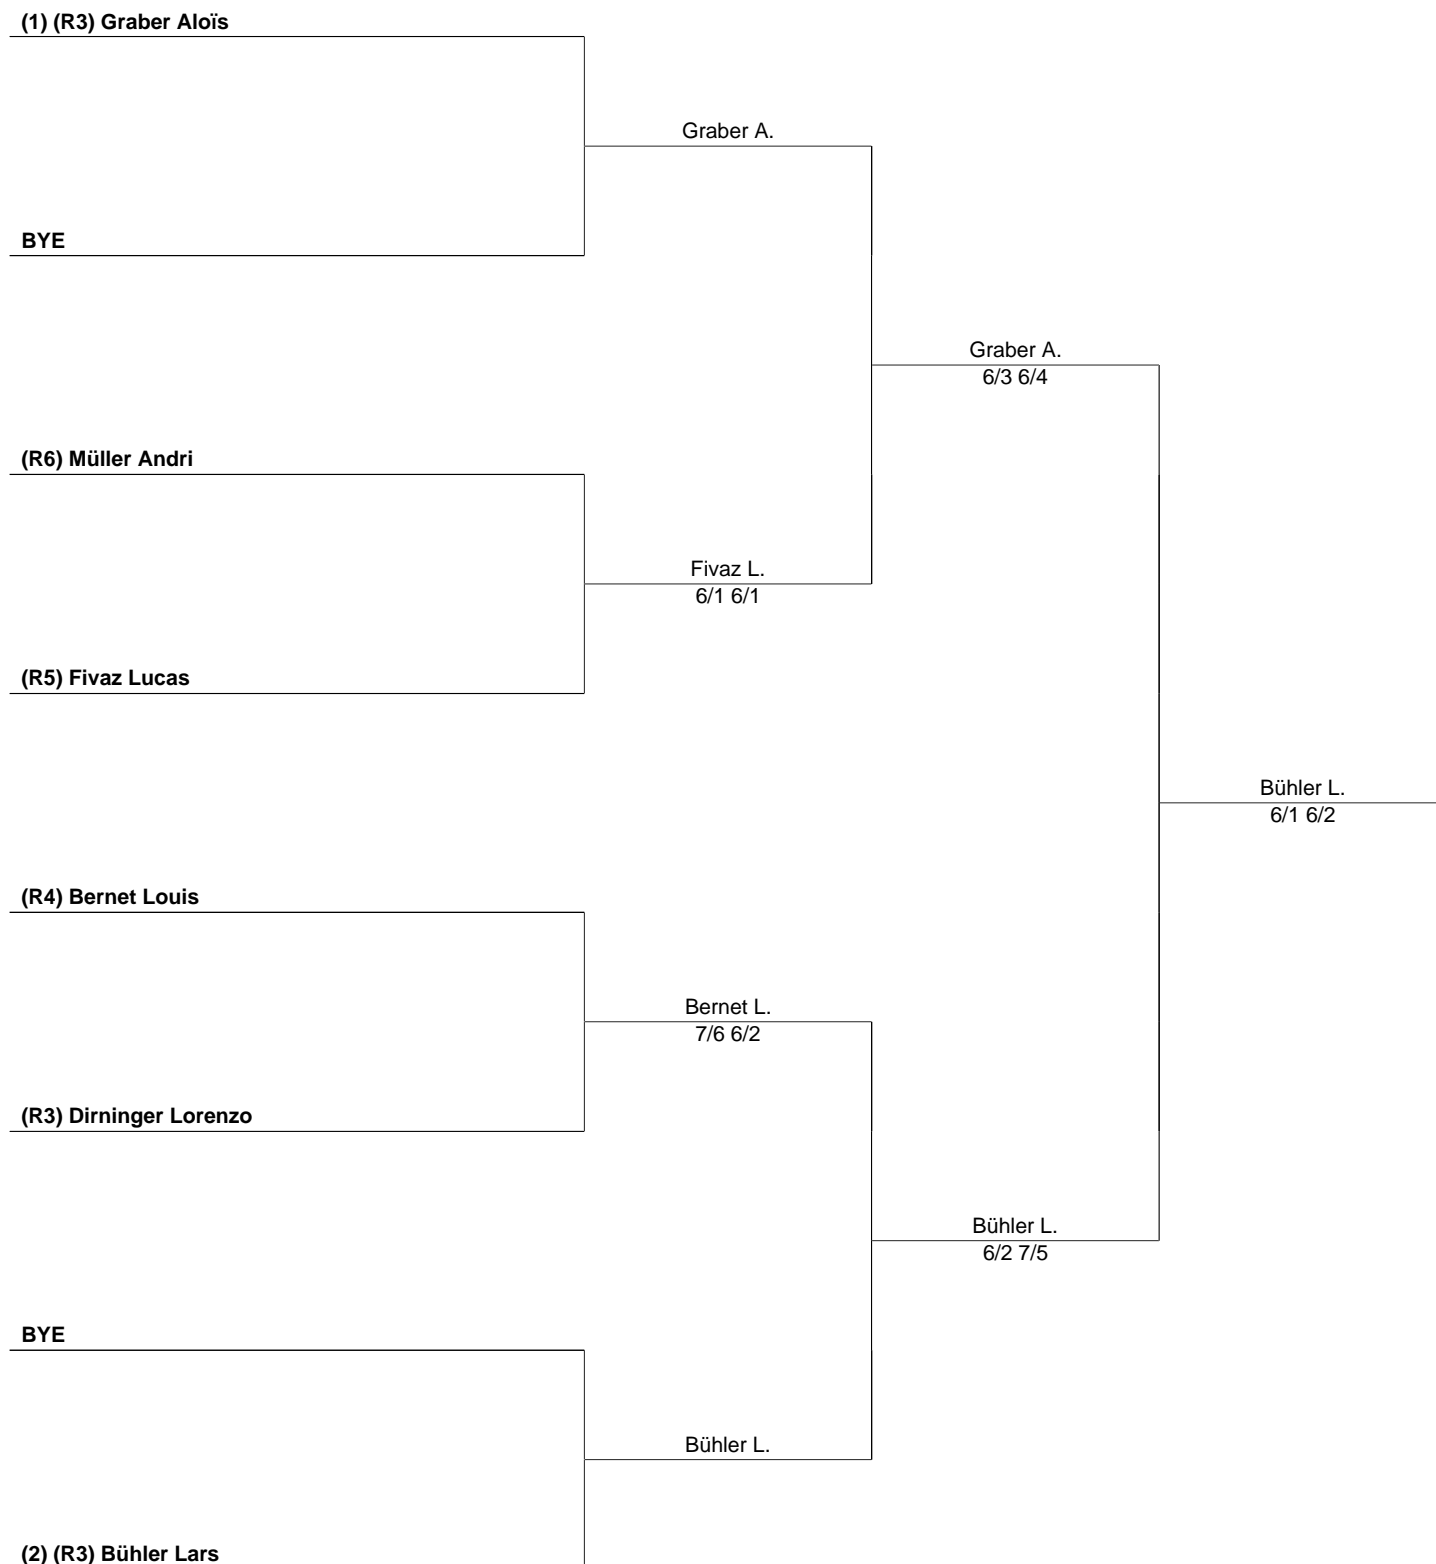 (1) (R3) Graber Aloïs
Graber A.
BYE
Graber A.
6/3 6/4
(R6) Müller Andri
Fivaz L.
6/1 6/1
(R5) Fivaz Lucas
Bühler L.
6/1 6/2
(R4) Bernet Louis
Bernet L.
7/6 6/2
(R3) Dirninger Lorenzo
Bühler L.
6/2 7/5
BYE
Bühler L.
(2) (R3) Bühler Lars